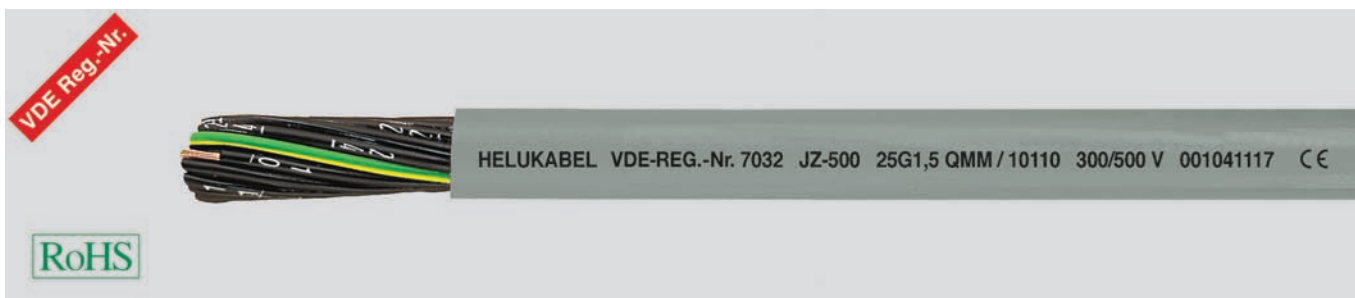 VDE Reg.-Nr.
HELUKABEL VDE-REG.-Nr. 7032 JZ-500 25G1,5 QMM / 10110 300/500 V 001041117 CE
RoHS